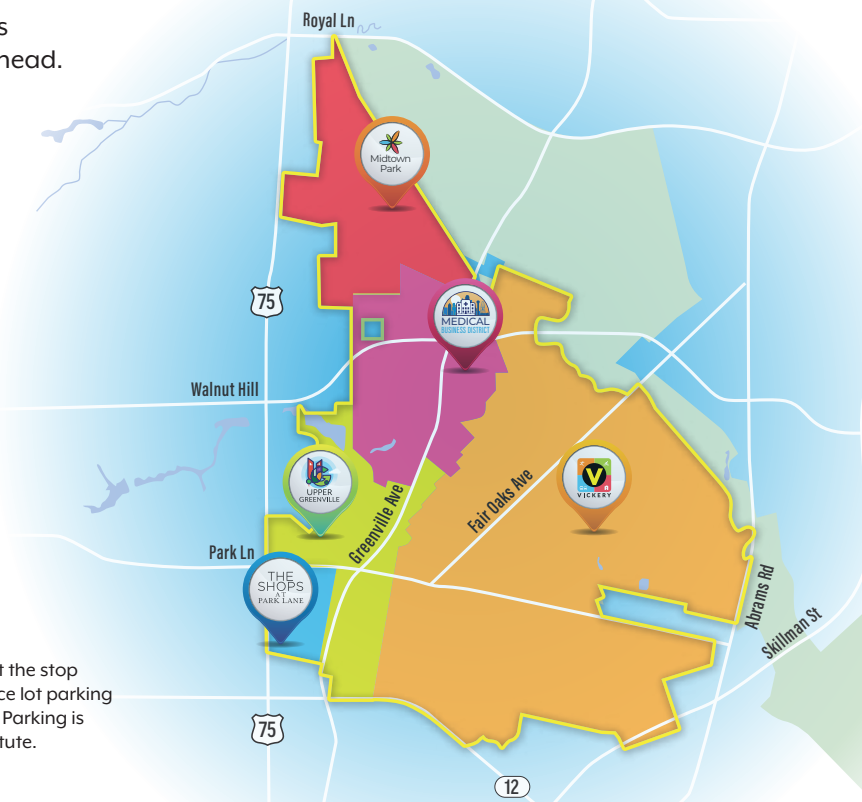 s
head.
Royal Ln
Midtown
Park
75
MEDICAL
BUSINESS DISTRICT
Walnut Hill
UPPER
GREENVILLE
Greenville Ave
Fair Oaks Ave
V
VICKERY
Park Ln
THE
SHOPS
AT
PARK LANE
Abrams Rd
Skillman St
t the stop
ce lot parking
Parking is
tute.
75
12